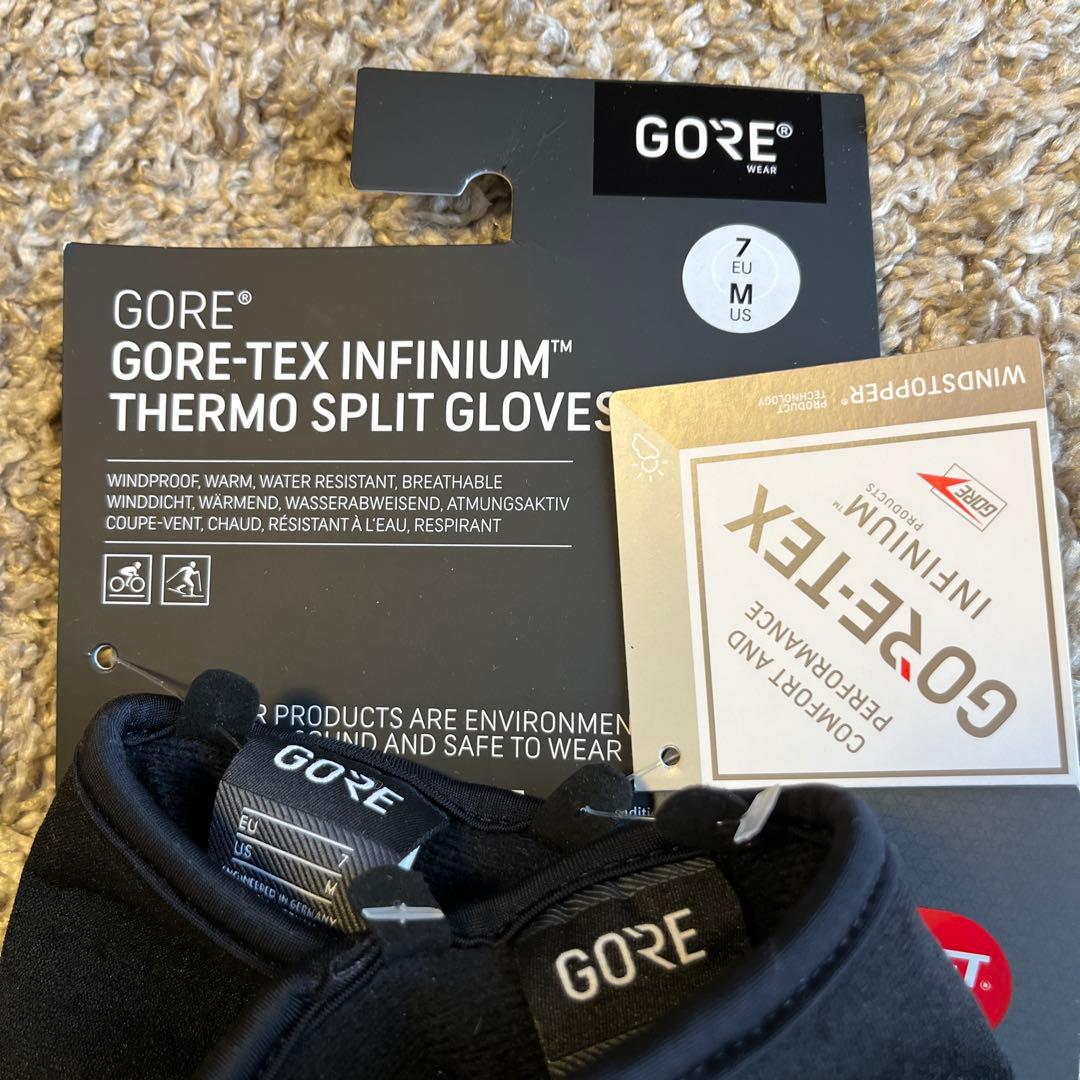 GORE®
WEAR
7
EU
M
US
GORE®
GORE-TEX INFINIUM™
THERMO SPLIT GLOVES
WINDPROOF, WARM, WATER RESISTANT, BREATHABLE
WINDDICHT, WÄRMEND, WASSERABWEISEND, ATMUNGSAKTIV
COUPE-VENT, CHAUD, RÉSISTANT À L'EAU, RESPIRANT
PRODUCTS ARE ENVIRONMEN
SOUND AND SAFE TO WEAR
WINDSTOPPER®
PRODUCT
TECHNOLOGY
GORE
COMFORT AND
PERFORMANCE
GORE-TEX
INFINIUM™
PRODUCTS
GORE
EU 7
US M
ENGINEERED IN GERMANY
GORE